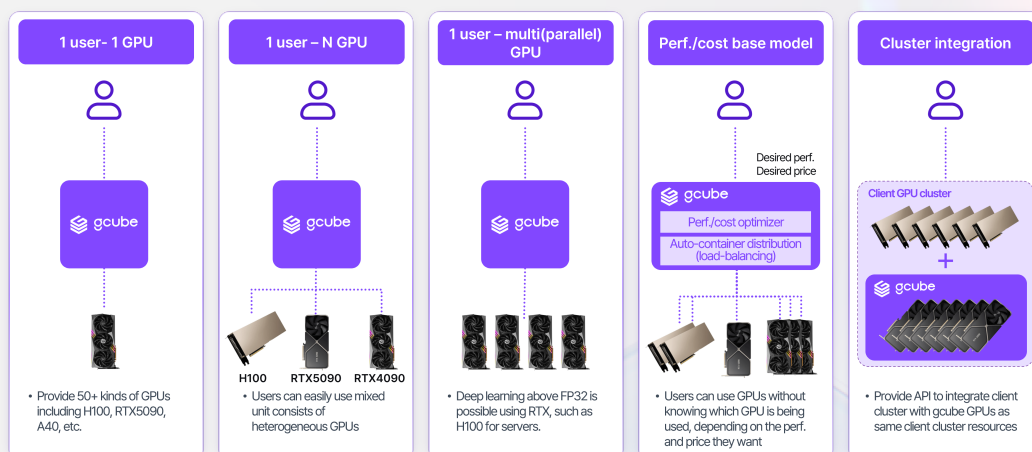 1 user- 1 GPU
gcube
• Provide 50+ kinds of GPUs
including H100, RTX5090,
A40, etc.
1 user – N GPU
gcube
H100 RTX5090 RTX4090
• Users can easily use mixed
unit consists of
heterogeneous GPUs
1 user – multi(parallel)
GPU
gcube
• Deep learning above FP32 is
possible using RTX, such as
H100 for servers.
Perf./cost base model
Desired perf.
Desired price
gcube
Perf./cost optimizer
Auto-container distribution
(load-balancing)
• Users can use GPUs without
knowing which GPU is being
used, depending on the perf.
and price they want
Cluster integration
Client GPU cluster
+
gcube
• Provide API to integrate client
cluster with gcube GPUs as
same client cluster resources